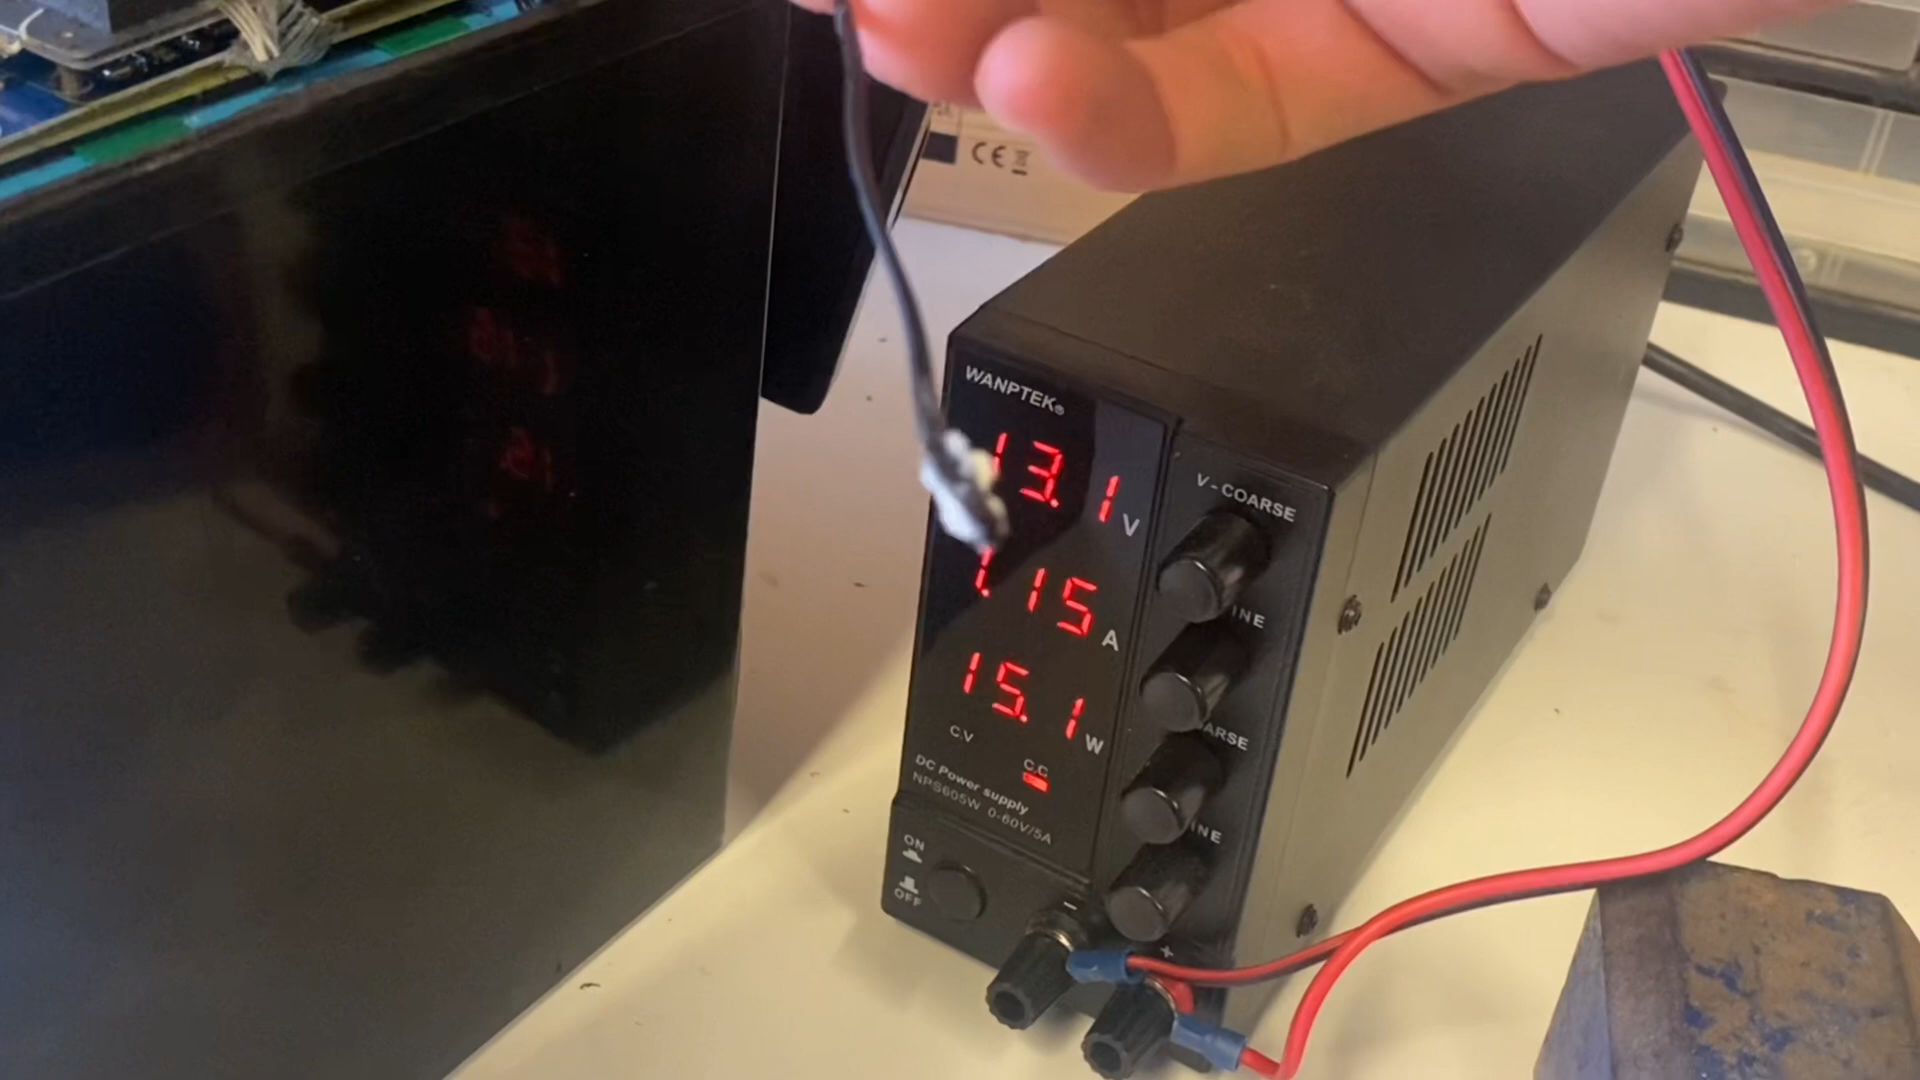 CE
WANPTEK®
13.1 V
1.15 A
15.1 W
C.V
C.C
DC Power supply
NPS605W 0-60V/5A
ON
OFF
V-COARSE
INE
ARSE
INE
-
+